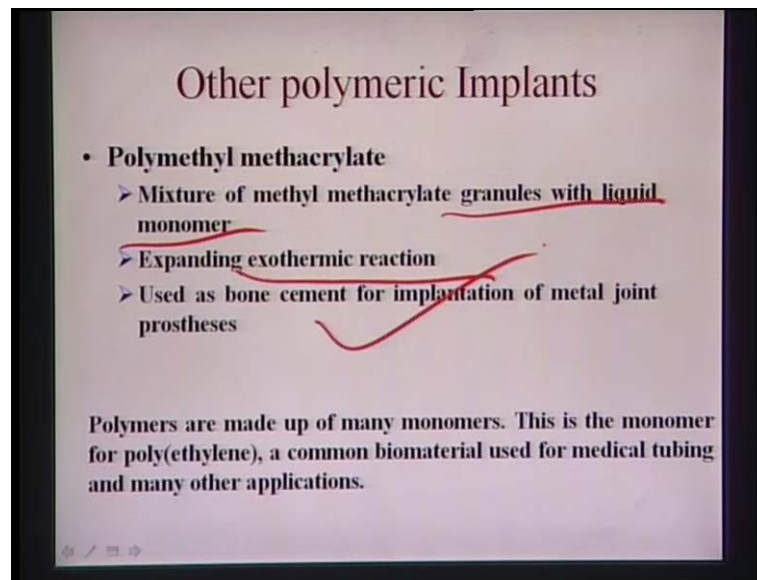 Other polymeric Implants
• Polymethyl methacrylate
➢ Mixture of methyl methacrylate granules with liquid
monomer
➢ Expanding exothermic reaction
➢ Used as bone cement for implantation of metal joint
prostheses
Polymers are made up of many monomers. This is the monomer
for poly(ethylene), a common biomaterial used for medical tubing
and many other applications.